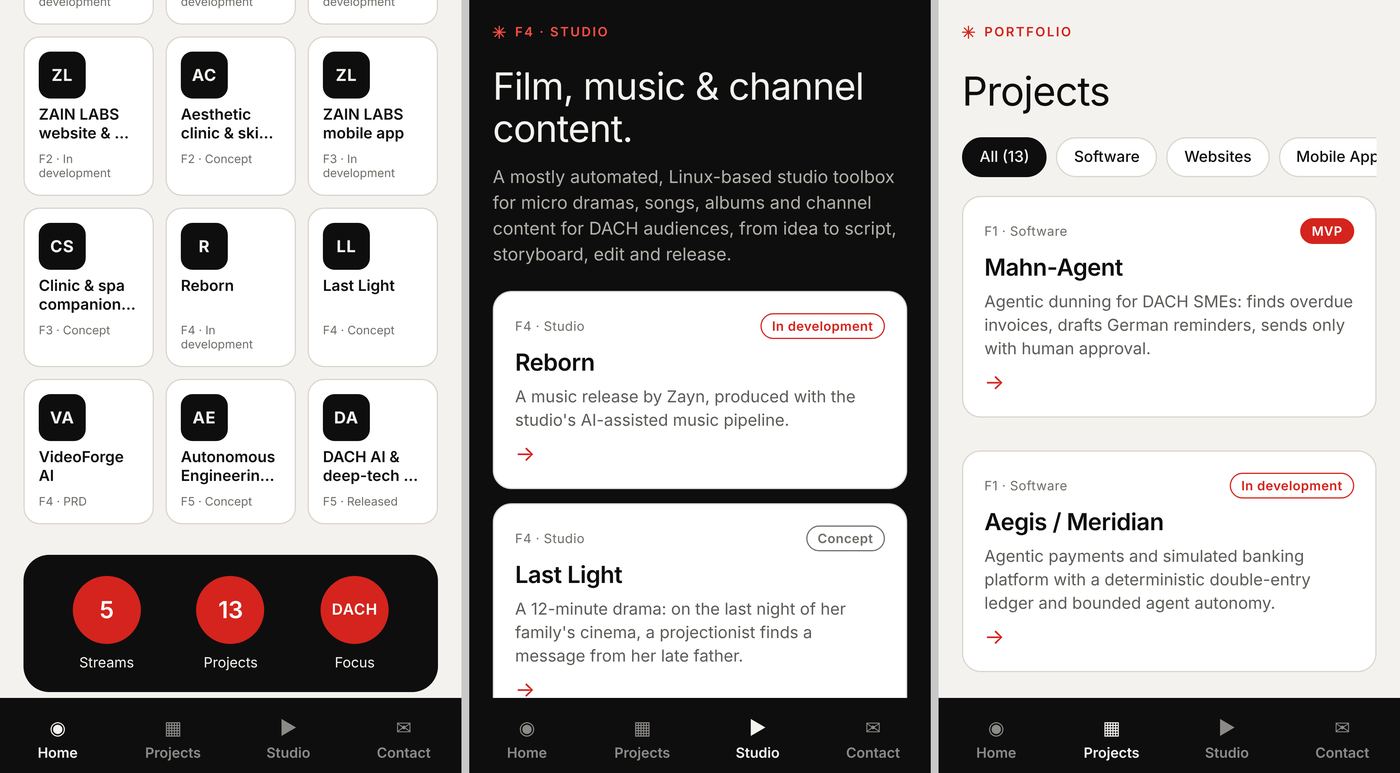 development
development
development
ZL
ZAIN LABS
website & ...
F2 · In
development
AC
Aesthetic
clinic & ski...
F2 · Concept
ZL
ZAIN LABS
mobile app
F3 · In
development
CS
Clinic & spa
companion...
F3 · Concept
R
Reborn
F4 · In
development
LL
Last Light
F4 · Concept
VA
VideoForge
AI
F4 · PRD
AE
Autonomous
Engineerin...
F5 · Concept
DA
DACH AI &
deep-tech ...
F5 · Released
5
Streams
13
Projects
DACH
Focus
Home
Projects
Studio
Contact
F4 · STUDIO
Film, music & channel
content.
A mostly automated, Linux-based studio toolbox
for micro dramas, songs, albums and channel
content for DACH audiences, from idea to script,
storyboard, edit and release.
F4 · Studio
In development
Reborn
A music release by Zayn, produced with the
studio's AI-assisted music pipeline.
→
F4 · Studio
Concept
Last Light
A 12-minute drama: on the last night of her
family's cinema, a projectionist finds a
message from her late father.
→
Home
Projects
Studio
Contact
PORTFOLIO
Projects
All (13)
Software
Websites
Mobile App
F1 · Software
MVP
Mahn-Agent
Agentic dunning for DACH SMEs: finds overdue
invoices, drafts German reminders, sends only
with human approval.
→
F1 · Software
In development
Aegis / Meridian
Agentic payments and simulated banking
platform with a deterministic double-entry
ledger and bounded agent autonomy.
→
Home
Projects
Studio
Contact